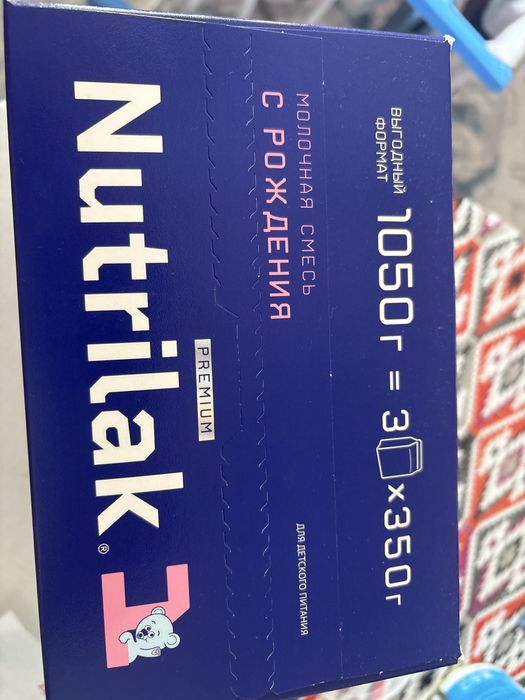 ВЫГОДНЫЙ
ФОРМАТ
1050г = 3 x350г
МОЛОЧНАЯ СМЕСЬ
С РОЖДЕНИЯ
ДЛЯ ДЕТСКОГО ПИТАНИЯ
PREMIUM
Nutrilak® 1